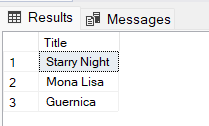 Results Messages
Title
1 Starry Night
2 Mona Lisa
3 Guernica